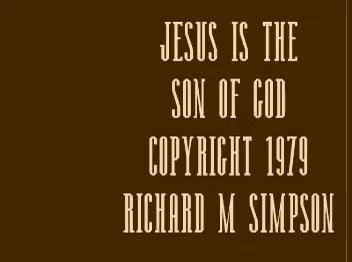 JESUS IS THE
SON OF GOD
COPYRIGHT 1979
RICHARD M SIMPSON